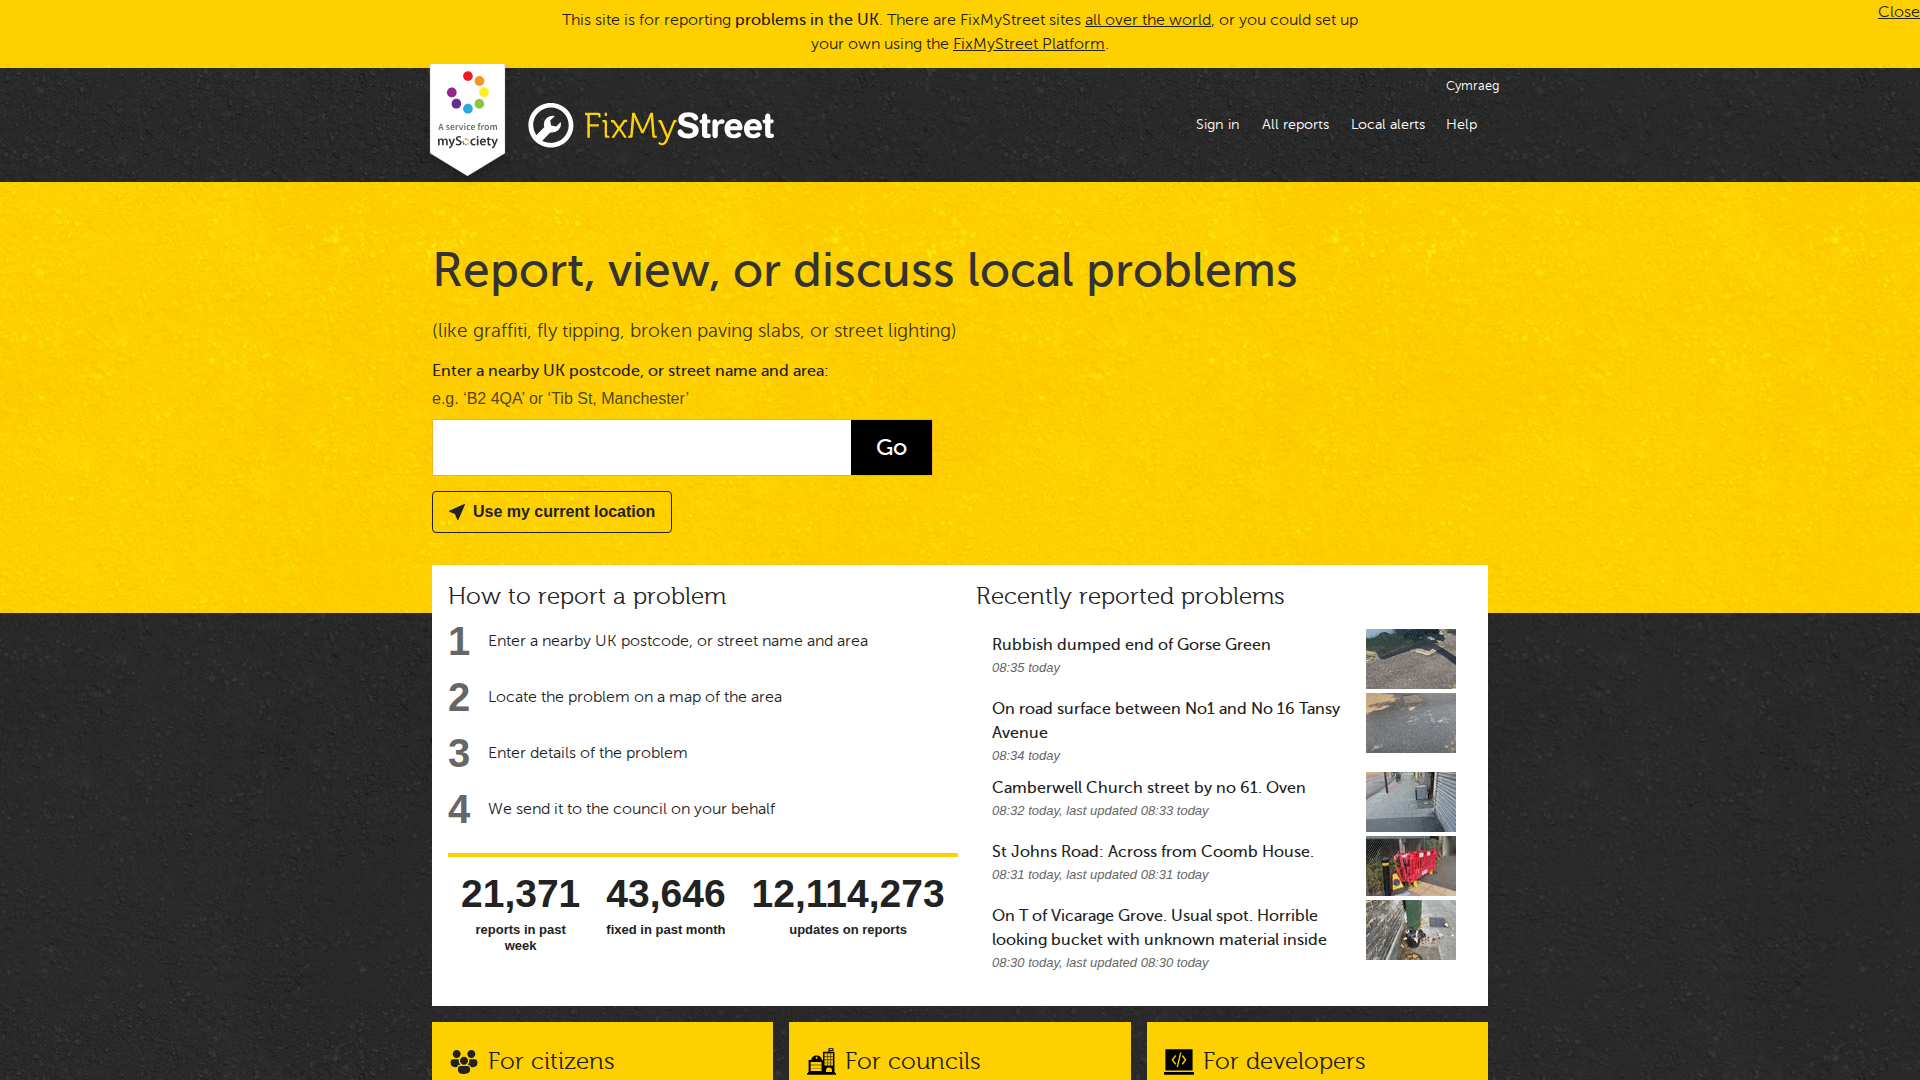 This site is for reporting problems in the UK. There are FixMyStreet sites all over the world, or you could set up
your own using the FixMyStreet Platform.
Close
A service from
mySociety
FixMyStreet
Cymraeg
Sign in
All reports
Local alerts
Help
Report, view, or discuss local problems
(like graffiti, fly tipping, broken paving slabs, or street lighting)
Enter a nearby UK postcode, or street name and area:
e.g. ‘B2 4QA’ or ‘Tib St, Manchester’
Go
Use my current location
How to report a problem
1 Enter a nearby UK postcode, or street name and area
2 Locate the problem on a map of the area
3 Enter details of the problem
4 We send it to the council on your behalf
21,371
reports in past
week
43,646
fixed in past month
12,114,273
updates on reports
Recently reported problems
Rubbish dumped end of Gorse Green
08:35 today
On road surface between No1 and No 16 Tansy
Avenue
08:34 today
Camberwell Church street by no 61. Oven
08:32 today, last updated 08:33 today
St Johns Road: Across from Coomb House.
08:31 today, last updated 08:31 today
On T of Vicarage Grove. Usual spot. Horrible
looking bucket with unknown material inside
08:30 today, last updated 08:30 today
For citizens
For councils
For developers